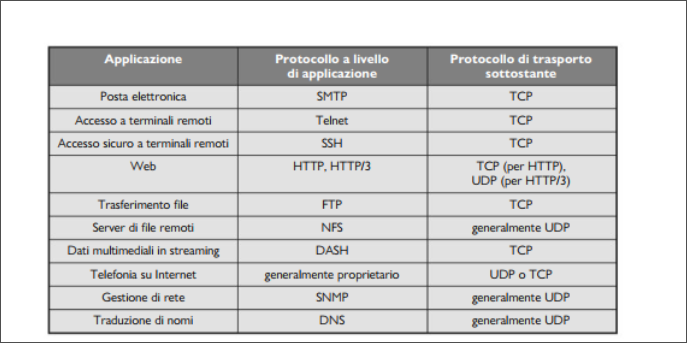 Applicazione Protocollo a livello di applicazione Protocollo di trasporto sottostante
Posta elettronica SMTP TCP
Accesso a terminali remoti Telnet TCP
Accesso sicuro a terminali remoti SSH TCP
Web HTTP, HTTP/3 TCP (per HTTP), UDP (per HTTP/3)
Trasferimento file FTP TCP
Server di file remoti NFS generalmente UDP
Dati multimediali in streaming DASH TCP
Telefonia su Internet generalmente proprietario UDP o TCP
Gestione di rete SNMP generalmente UDP
Traduzione di nomi DNS generalmente UDP